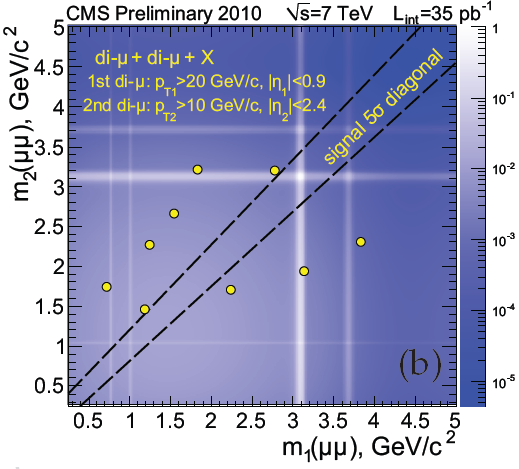 CMS Preliminary 2010 √s=7 TeV L_int=35 pb⁻¹
di-μ + di-μ + X
1st di-μ: p_T1>20 GeV/c, |η_1|<0.9
2nd di-μ: p_T2>10 GeV/c, |η_2|<2.4
signal 5σ diagonal
(b)
m₂(μμ), GeV/c²
5
4.5
4
3.5
3
2.5
2
1.5
1
0.5
0.5 1 1.5 2 2.5 3 3.5 4 4.5 5
m₁(μμ), GeV/c²
1
10⁻¹
10⁻²
10⁻³
10⁻⁴
10⁻⁵